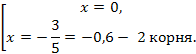 x = 0,
x = -3/5 = -0,6 - 2 корня.